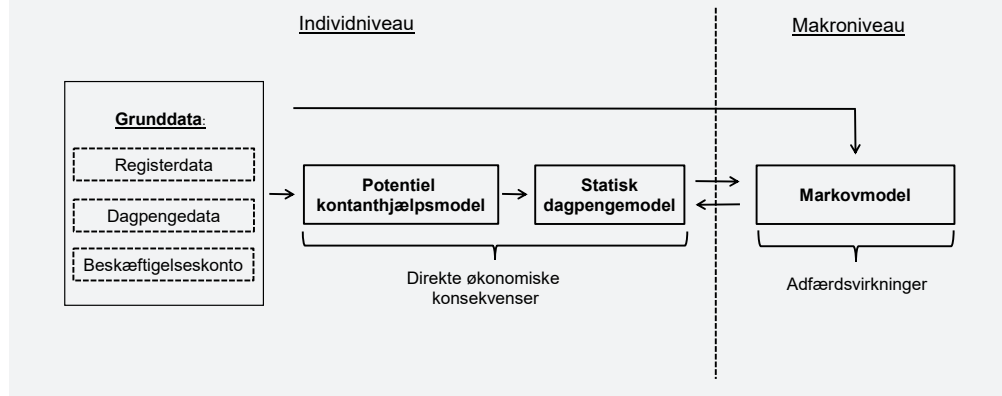 Individniveau
Makroniveau
Grunddata:
Registerdata
Dagpengedata
Beskæftigelseskonto
Potentiel
kontanthjælpsmodel
Statisk
dagpengemodel
Markovmodel
Direkte økonomiske
konsekvenser
Adfærdsvirkninger